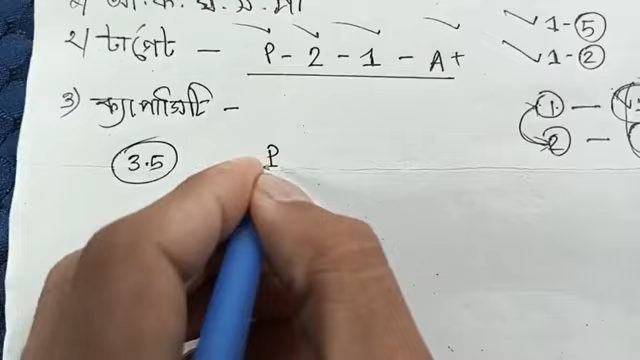 ২) টার্গেট - P - 2 - 1 - A+
✓ 1 - 5
✓ 1 - 2
3) ক্যাপাসিটি -
1 -
2 -
3.5 P